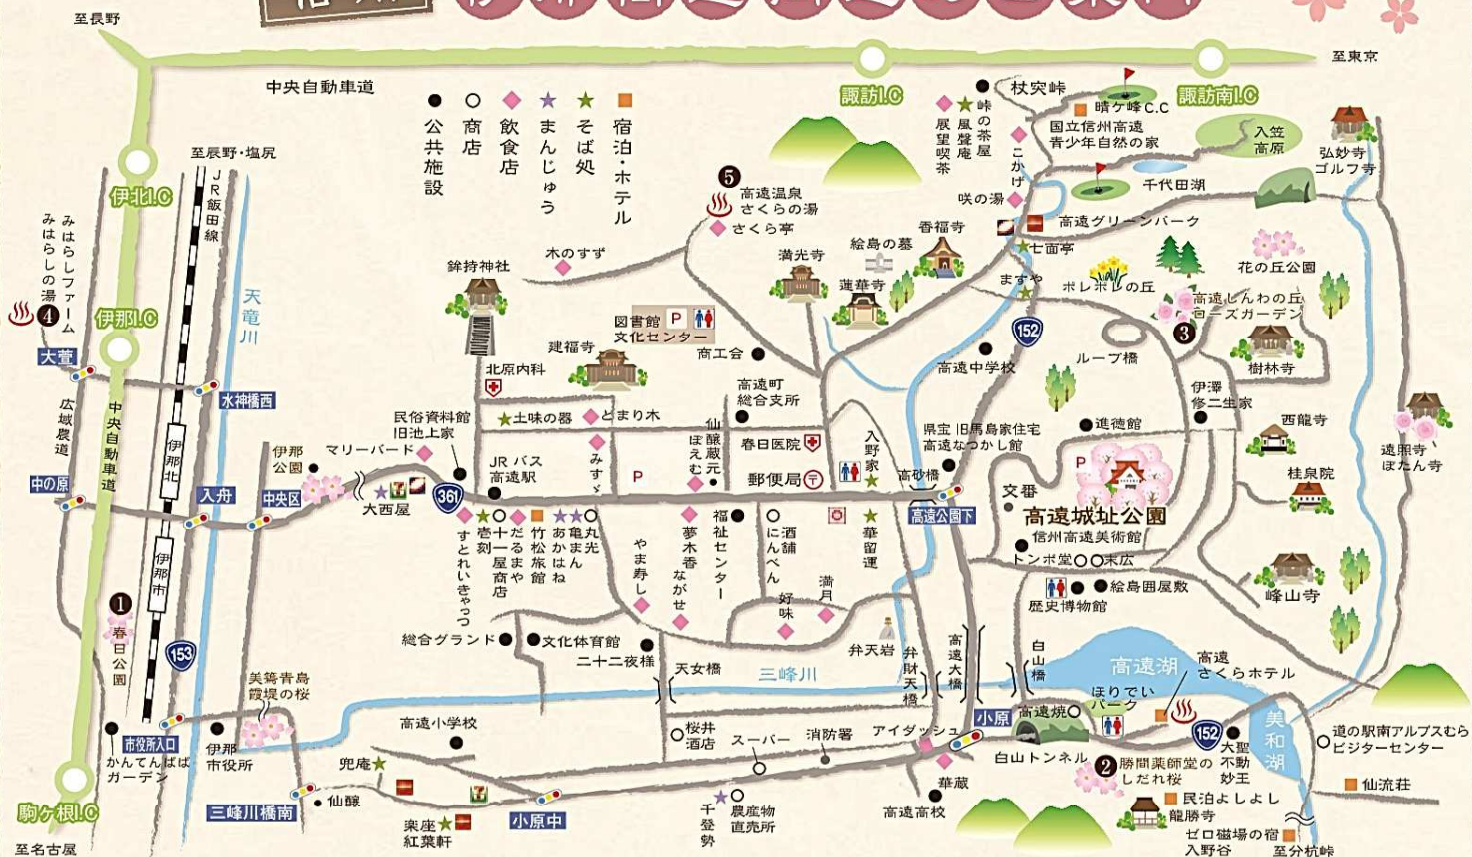 至長野
至東京
中央自動車道
諏訪I.C
諏訪南I.C
伊北I.C
伊那I.C
駒ヶ根I.C
至名古屋
至辰野・塩尻
JR飯田線
天竜川
公共施設
商店
飲食店
まんじゅう
そば処
宿泊・ホテル
峠の茶屋
風聲庵
展望喫茶
杖突峠
晴ケ峰C.C
国立信州高遠
青少年自然の家
こかげ
入笠
高原
弘妙寺
ゴルフ寺
千代田湖
咲の湯
高遠グリーンパーク
七面亭
ますや
ポレポレの丘
花の丘公園
高遠しんわの丘
ローズガーデン
3
樹林寺
5
高遠温泉
さくらの湯
さくら亭
木のすず
満光寺
絵島の墓
香福寺
蓮華寺
鉾持神社
図書館
文化センター
P
商工会
建福寺
北原内科
152
高遠中学校
ループ橋
伊澤
修二生家
進徳館
西龍寺
遠照寺
ぼたん寺
桂泉院
峰山寺
みはらしファーム
みはらしの湯
4
大萱
水神橋西
広域農道
中央自動車道
中の原
入舟
中央区
伊那北
伊那市
伊那
公園
マリーバード
民俗資料館
旧池上家
大西屋
361
JRバス
高遠駅
土味の器
とまり木
みすゞ
P
仙醸蔵元
ぽえむ
高遠町
総合支所
春日医院
郵便局
入野家
高砂橋
県宝 旧馬島家住宅
高遠なつかし館
高遠公園下
交番
P
高遠城址公園
信州高遠美術館
トンボ堂
末広
歴史博物館
絵島囲屋敷
すとれいきゃっつ
壱刻
十一屋商店
だるまや
竹松旅館
あかはね
亀まん
丸光
やま寿し
夢木香
ながせ
福祉センター
酒舗
にんべん
好味
満月
華留運
総合グランド
文化体育館
二十二夜様
天女橋
三峰川
弁天岩
弁財天橋
高遠大橋
白山橋
高遠湖
高遠
さくらホテル
ほりでい
パーク
高遠焼
小原
白山トンネル
152
大聖
不動
妙王
美和湖
道の駅南アルプスむら
ビジターセンター
仙流荘
2
勝間薬師堂の
しだれ桜
民泊よしよし
龍勝寺
ゼロ磁場の宿
入野谷
至分杭峠
1
春日公園
153
美篶青島
霞堤の桜
市役所入口
かんてんぱぱ
ガーデン
伊那
市役所
三峰川橋南
仙醸
兜庵
高遠小学校
楽座
紅葉軒
小原中
桜井
酒店
スーパー
消防署
アイダッシュ
千登勢
農産物
直売所
華蔵
高遠高校